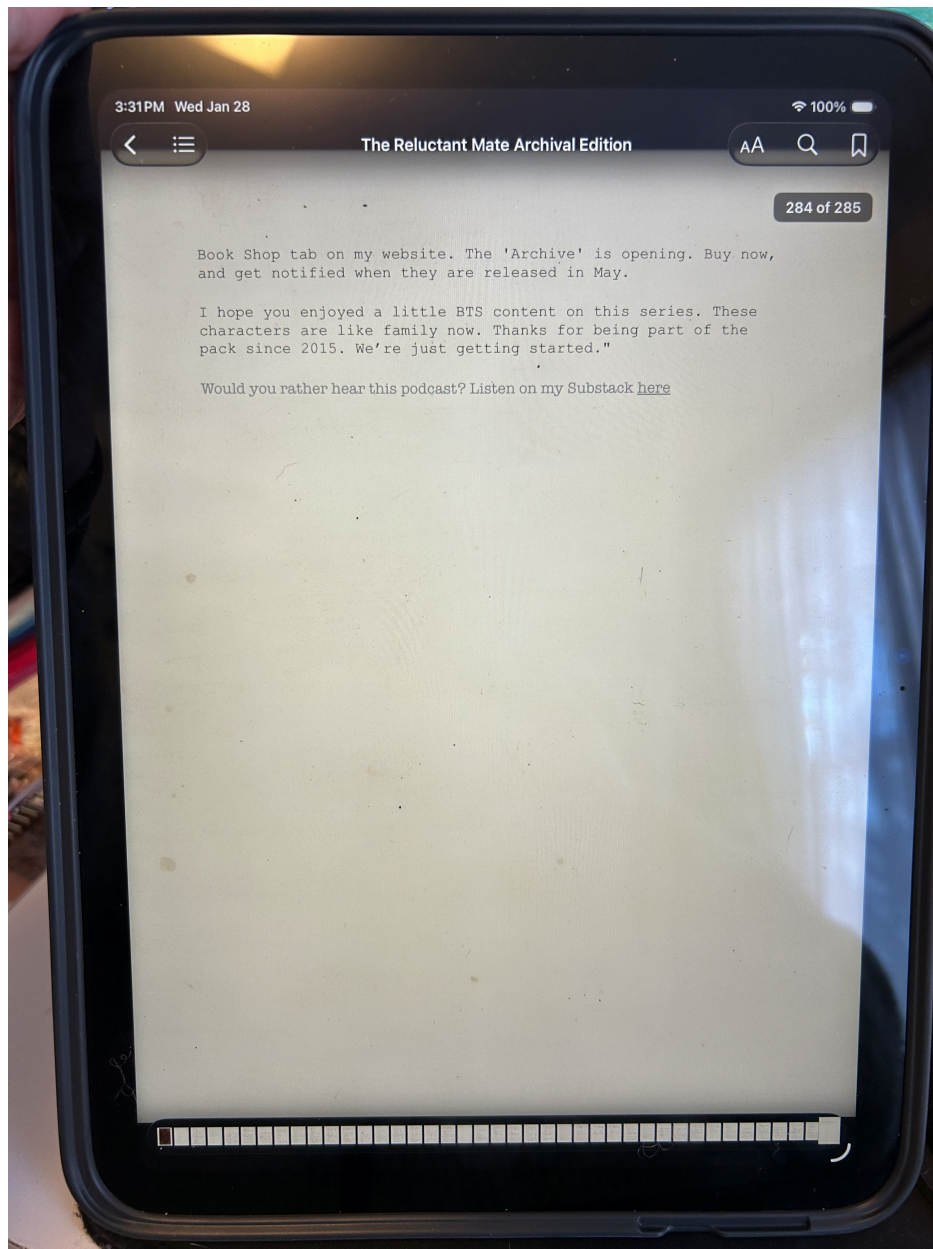 3:31 PM Wed Jan 28
100%
The Reluctant Mate Archival Edition
AA
284 of 285
Book Shop tab on my website. The 'Archive' is opening. Buy now,
and get notified when they are released in May.
I hope you enjoyed a little BTS content on this series. These
characters are like family now. Thanks for being part of the
pack since 2015. We’re just getting started."
Would you rather hear this podcast? Listen on my Substack here